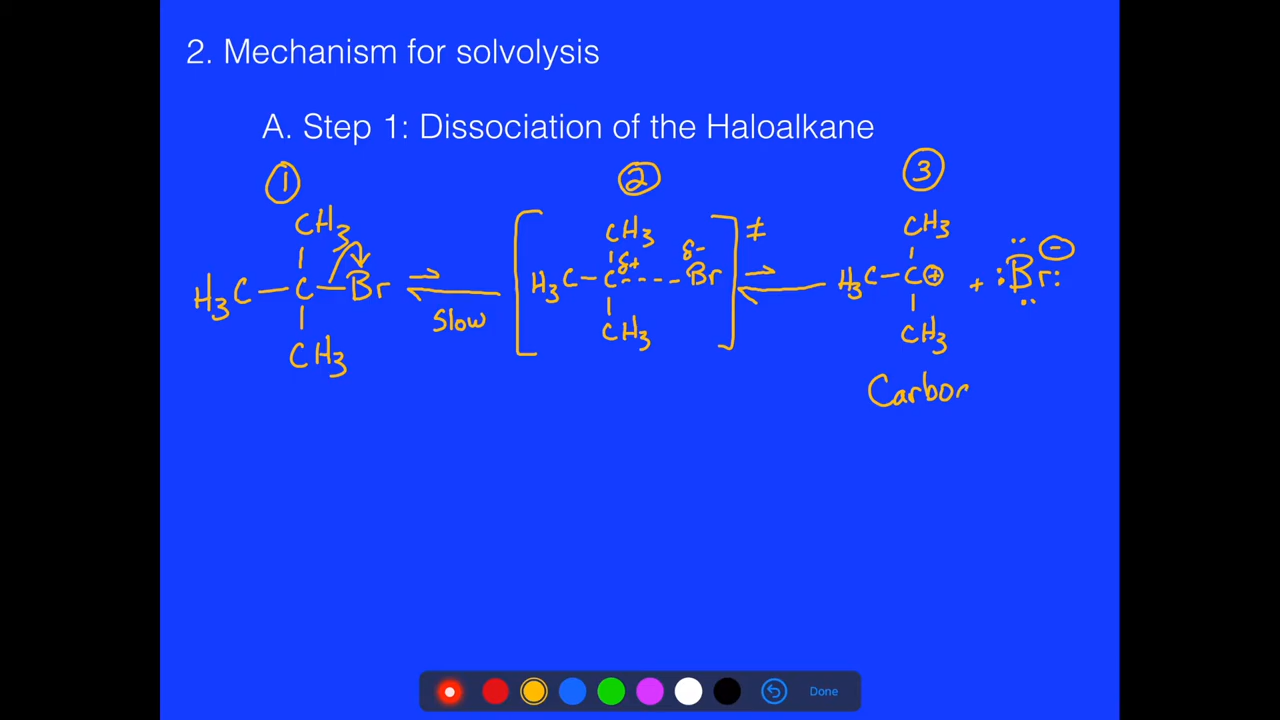 2. Mechanism for solvolysis
A. Step 1: Dissociation of the Haloalkane
1 2 3
CH3 CH3 ≠ CH3
H3C—C—Br ⇌ [H3C—C δ+ ---- Br δ-] ⇌ H3C—C⊕ + :Br: ⊖
Slow
CH3 CH3 CH3
Carbon
Done